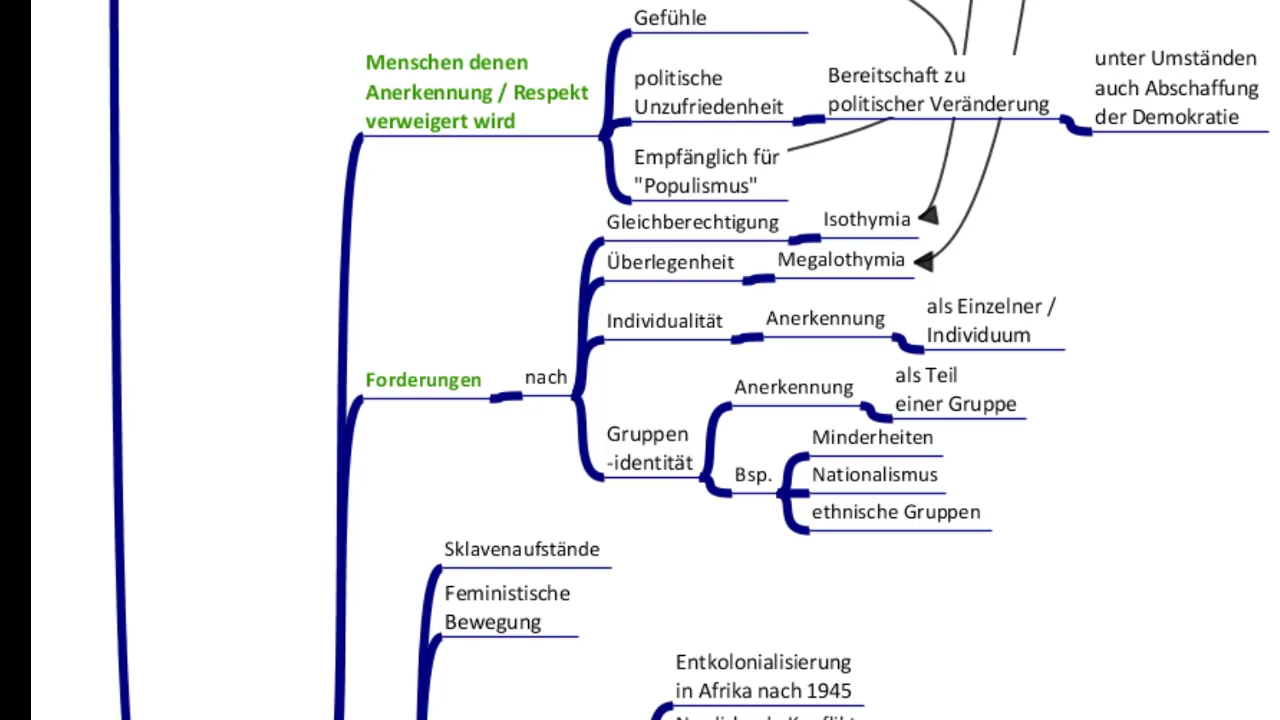 Gefühle
Menschen denen
Anerkennung / Respekt
verweigert wird
politische
Unzufriedenheit
Bereitschaft zu
politischer Veränderung
unter Umständen
auch Abschaffung
der Demokratie
Empfänglich für
"Populismus"
Gleichberechtigung
Isothymia
Überlegenheit
Megalothymia
Individualität
Anerkennung
als Einzelner /
Individuum
Forderungen
nach
Anerkennung
als Teil
einer Gruppe
Gruppen
-identität
Bsp.
Minderheiten
Nationalismus
ethnische Gruppen
Sklavenaufstände
Feministische
Bewegung
Entkolonialisierung
in Afrika nach 1945